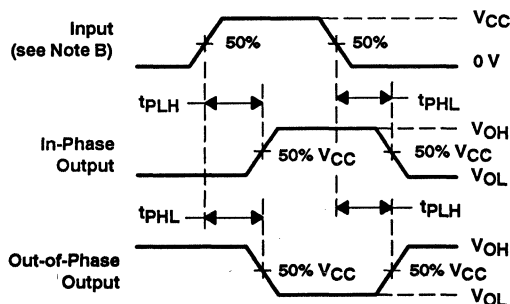 Input
(see Note B)
50%
50%
VCC
0 V
tPLH
tPHL
In-Phase
Output
50% VCC
50% VCC
VOH
VOL
tPHL
tPLH
Out-of-Phase
Output
50% VCC
50% VCC
VOH
VOL